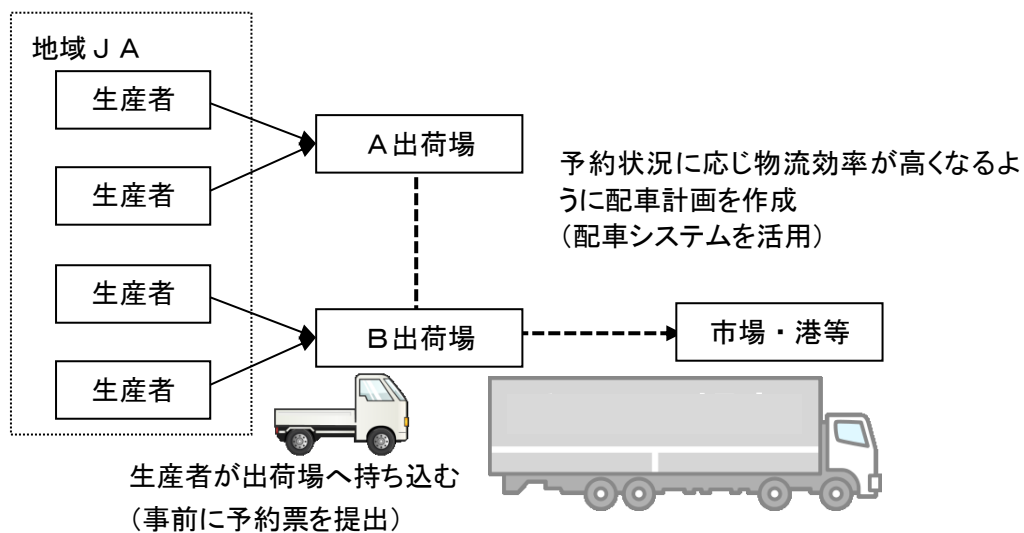 地域ＪＡ
生産者
生産者
生産者
生産者
Ａ出荷場
Ｂ出荷場
予約状況に応じ物流効率が高くなるよ
うに配車計画を作成
（配車システムを活用）
市場・港等
生産者が出荷場へ持ち込む
（事前に予約票を提出）